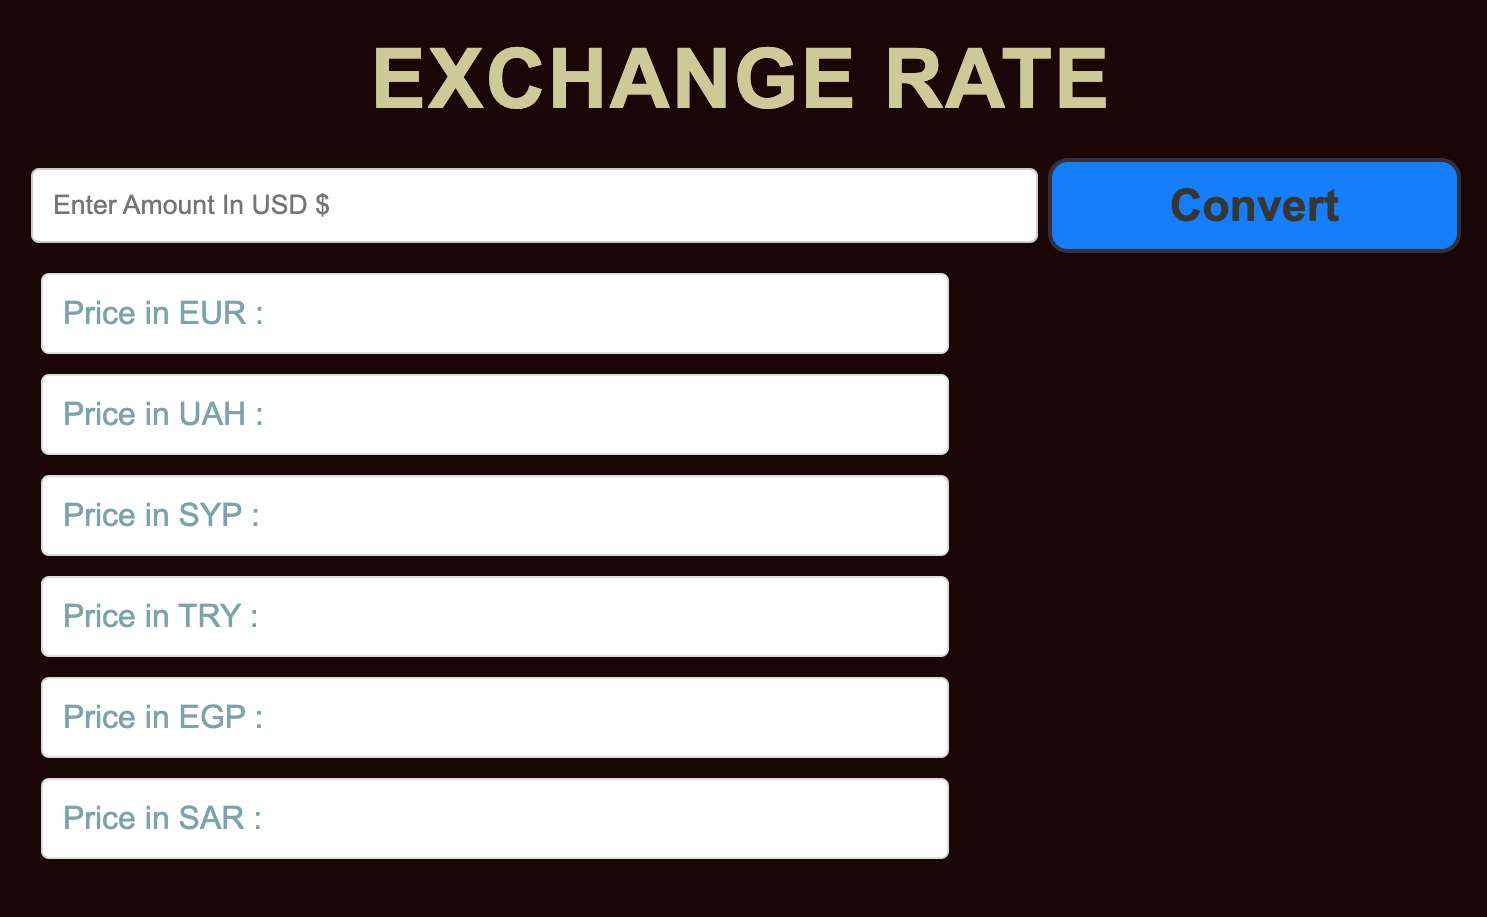 EXCHANGE RATE
Enter Amount In USD $
Convert
Price in EUR :
Price in UAH :
Price in SYP :
Price in TRY :
Price in EGP :
Price in SAR :